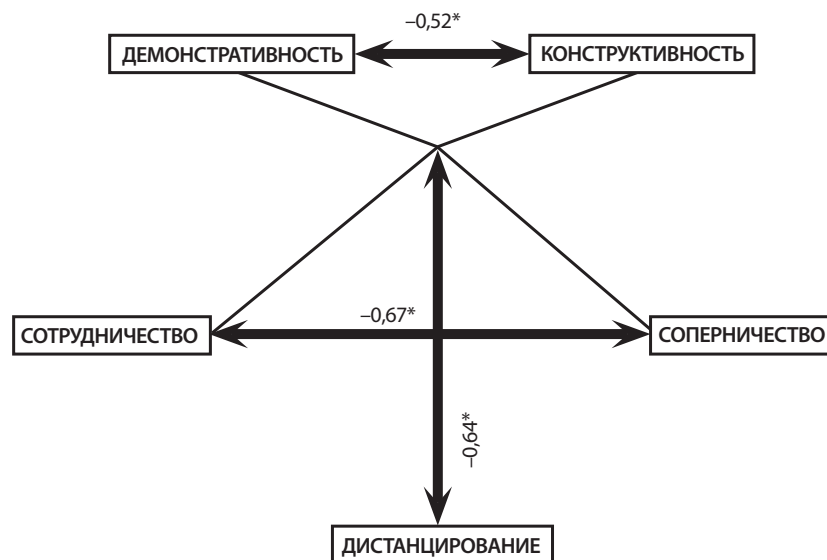 –0,52*
ДЕМОНСТРАТИВНОСТЬ
КОНСТРУКТИВНОСТЬ
–0,67*
СОТРУДНИЧЕСТВО
СОПЕРНИЧЕСТВО
–0,64*
ДИСТАНЦИРОВАНИЕ